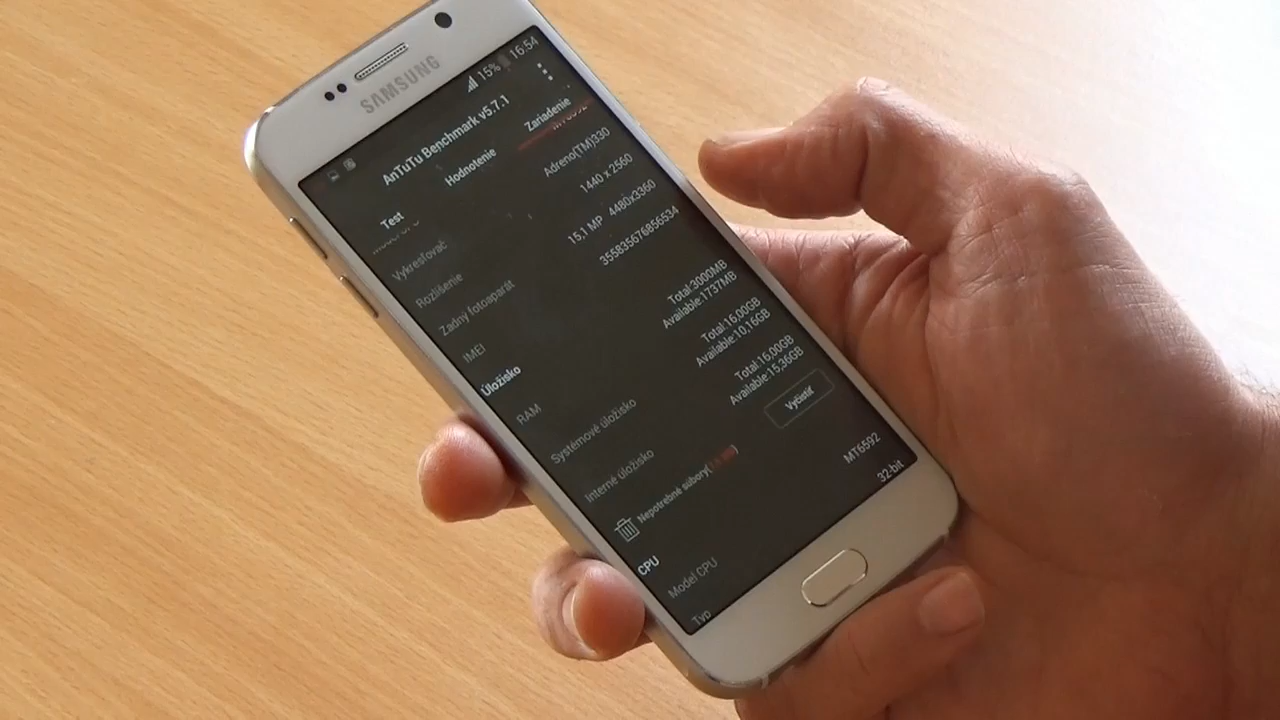 SAMSUNG
15% 16:54
AnTuTu Benchmark v5.7.1
Test Hodnotenie Zariadenie
Vykresľovač Adreno(TM)330
Rozlíšenie 1440 x 2560
Zadný fotoaparát 15,1 MP 4480x3360
IMEI 355835676856534
Úložisko
RAM Total:3000MB
Available:1737MB
Systémové úložisko Total:16,00GB
Available:10,16GB
Interné úložisko Total:16,00GB
Available:15,36GB
Nepotrebné súbory( ) Vyčistiť
CPU
Model CPU MT6592
Typ 32-bit